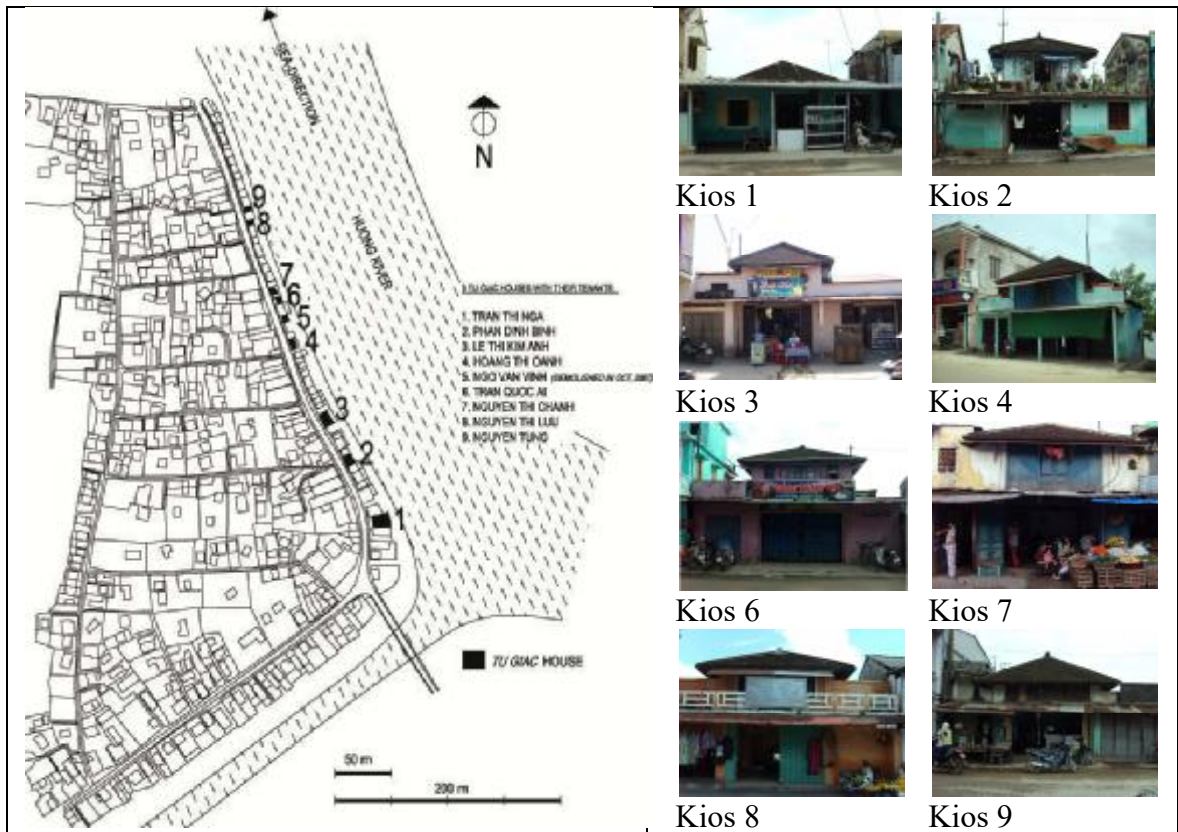 SEA DIRECTION
N
HUONG RIVER
9
8
7
6
5
4
3
2
1
9 TU GIAC HOUSES WITH THEIR TENANTS
1. TRAN THI NGA
2. PHAN DINH BINH
3. LE THI KIM ANH
4. HOANG THI OANH
5. NGO VAN VINH (DEMOLISHED IN OCT.
6. TRAN QUOC AI
7. NGUYEN THI CHANH
8. NGUYEN THI LUU
9. NGUYEN TUNG
TU GIAC HOUSE
50 m
200 m
Kios 1
Kios 2
Kios 3
Kios 4
Kios 6
Kios 7
Kios 8
Kios 9